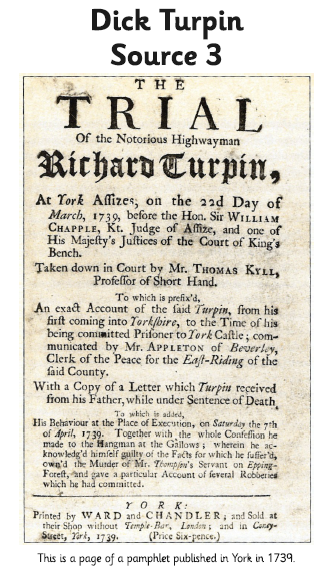 Dick Turpin
Source 3
THE
TRIAL
Of the Notorious Highwayman
Richard Turpin,
At York Assizes, on the 22d Day of
March, 1739, before the Hon. Sir WILLIAM
CHAPPLE, Kt. Judge of Assize, and one of
His Majesty's Justices of the Court of King's
Bench.
Taken down in Court by Mr. THOMAS KYLL,
Professor of Short Hand.
To which is prefix'd,
An exact Account of the said Turpin, from his
first coming into Yorkshire, to the Time of his
being committed Prisoner to York Castle; com-
municated by Mr. APPLETON of Beverley,
Clerk of the Peace for the East-Riding of the
said County.
With a Copy of a Letter which Turpin received
from his Father, while under Sentence of Death
To which is added,
His Behaviour at the Place of Execution, on Saturday the 7th
of April, 1739. Together with the whole Confession he
made to the Hangman at the Gallows; wherein he ac-
knowledg'd himself guilty of the Facts for which he suffer'd,
own'd the Murder of Mr. Thompson's Servant on Epping-
Forest, and gave a particular Account of several Robberies
which he had committed.
YORK:
Printed by WARD and CHANDLER; and Sold at
their Shop without Temple-Bar, London; and in Coney-
Street, York, 1739. (Price Six-pence.)
This is a page of a pamphlet published in York in 1739.